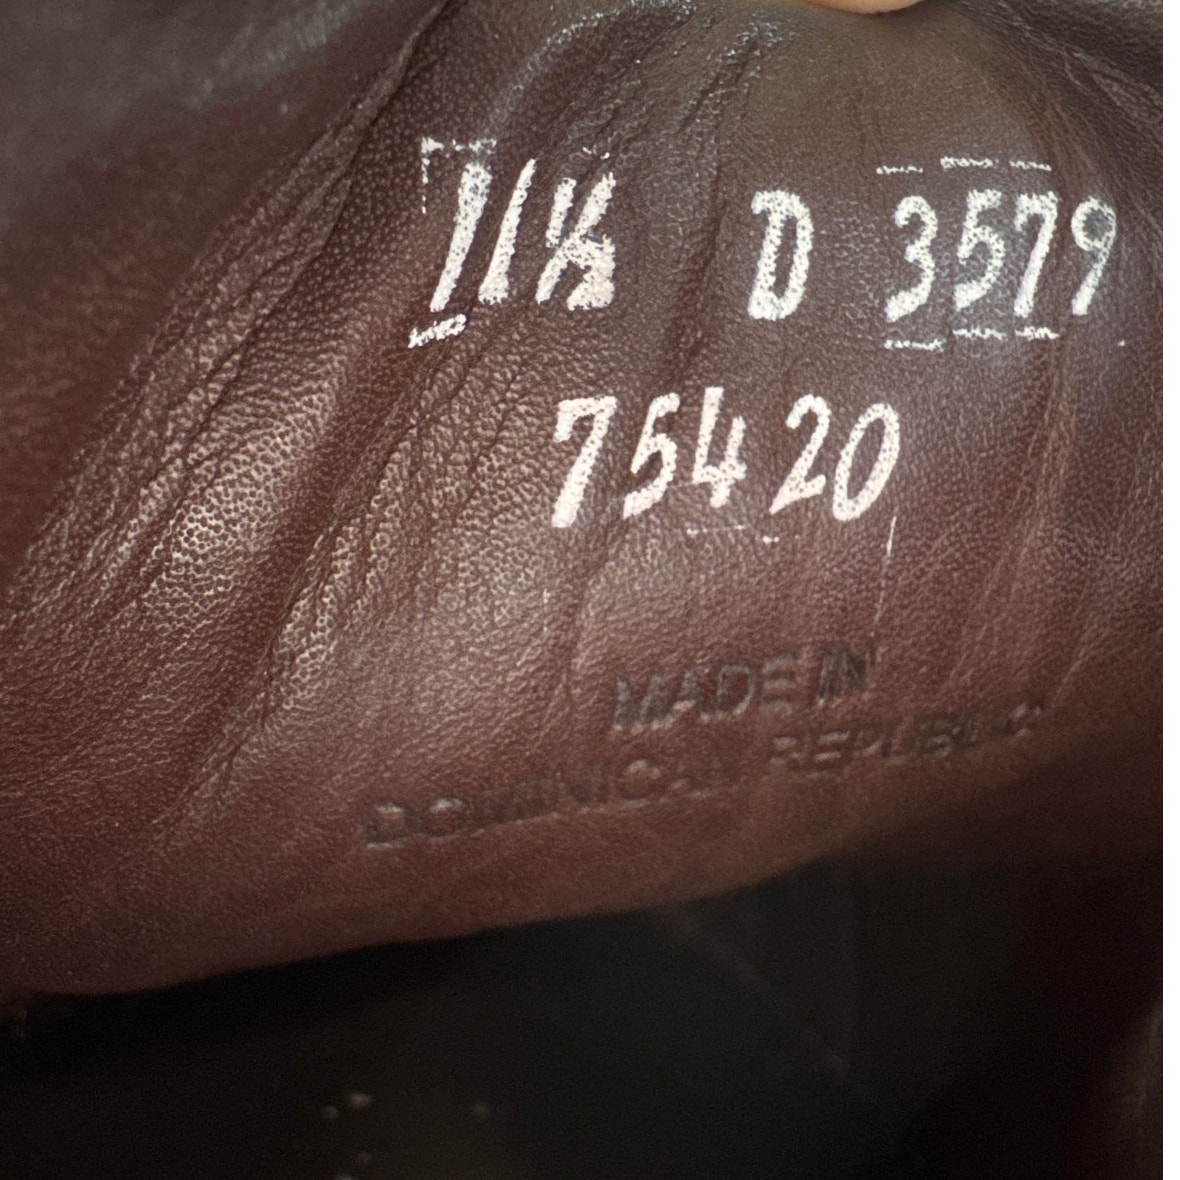 11½ D 3579
75420
MADE IN
DOMINICAN REPUBLIC